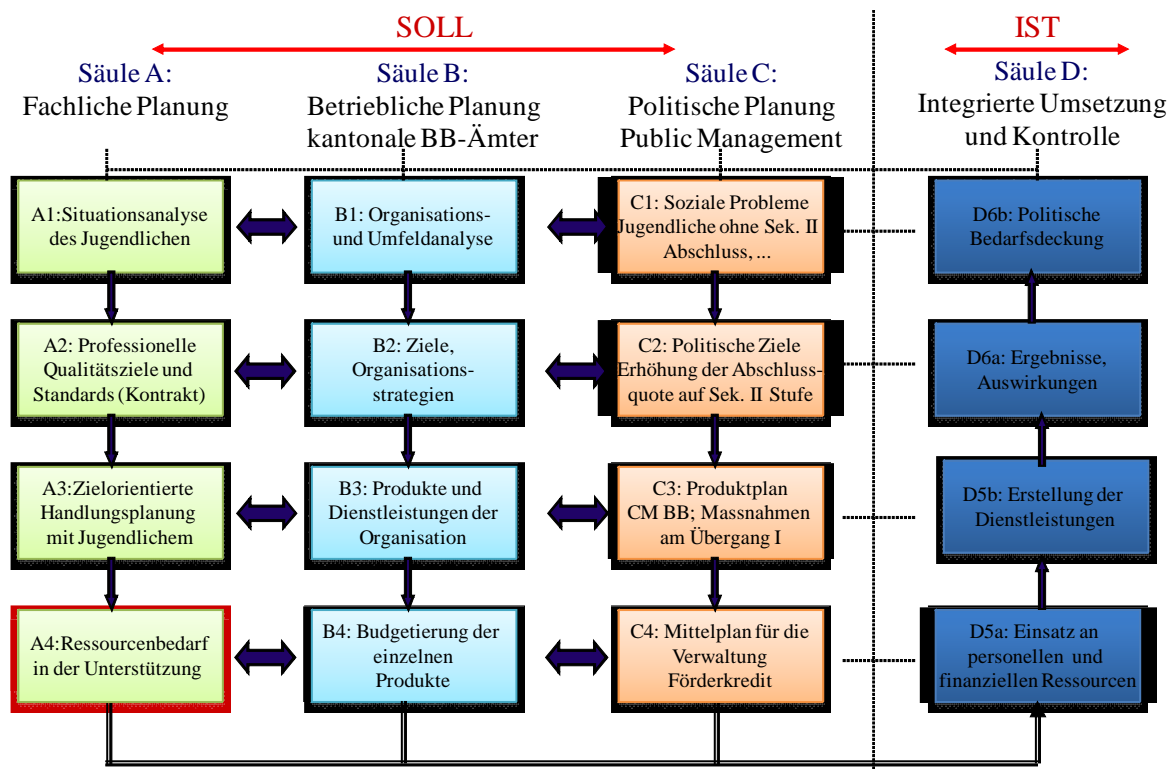 SOLL
IST
Säule A:
Fachliche Planung
Säule B:
Betriebliche Planung
kantonale BB-Ämter
Säule C:
Politische Planung
Public Management
Säule D:
Integrierte Umsetzung
und Kontrolle
A1:Situationsanalyse
des Jugendlichen
B1: Organisations-
und Umfeldanalyse
C1: Soziale Probleme
Jugendliche ohne Sek. II
Abschluss, ...
D6b: Politische
Bedarfsdeckung
A2: Professionelle
Qualitätsziele und
Standards (Kontrakt)
B2: Ziele,
Organisations-
strategien
C2: Politische Ziele
Erhöhung der Abschluss-
quote auf Sek. II Stufe
D6a: Ergebnisse,
Auswirkungen
A3:Zielorientierte
Handlungsplanung
mit Jugendlichem
B3: Produkte und
Dienstleistungen der
Organisation
C3: Produktplan
CM BB; Massnahmen
am Übergang I
D5b: Erstellung der
Dienstleistungen
A4:Ressourcenbedarf
in der Unterstützung
B4: Budgetierung der
einzelnen
Produkte
C4: Mittelplan für die
Verwaltung
Förderkredit
D5a: Einsatz an
personellen und
finanziellen Ressourcen